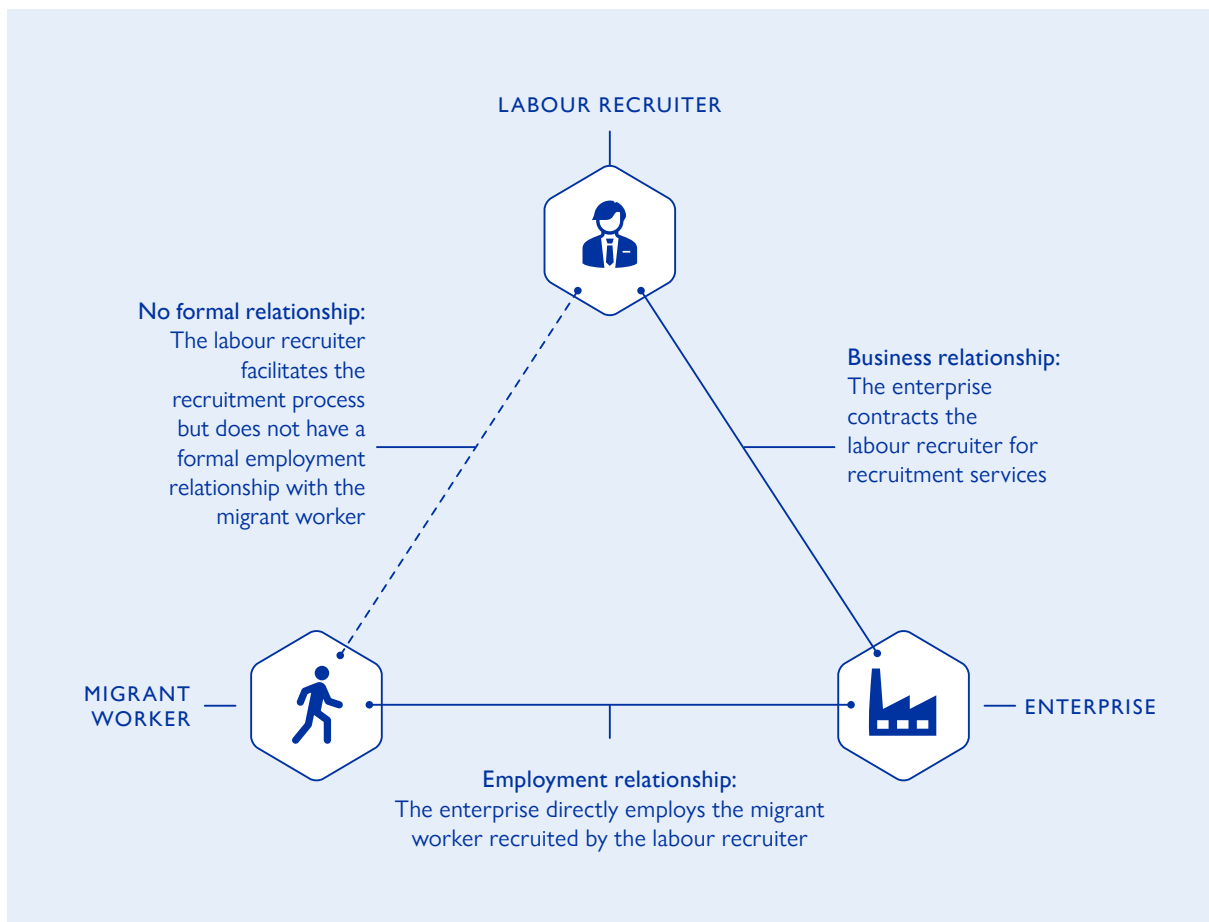 LABOUR RECRUITER
No formal relationship:
The labour recruiter
facilitates the
recruitment process
but does not have a
formal employment
relationship with the
migrant worker
Business relationship:
The enterprise
contracts the
labour recruiter for
recruitment services
MIGRANT
WORKER
ENTERPRISE
Employment relationship:
The enterprise directly employs the migrant
worker recruited by the labour recruiter